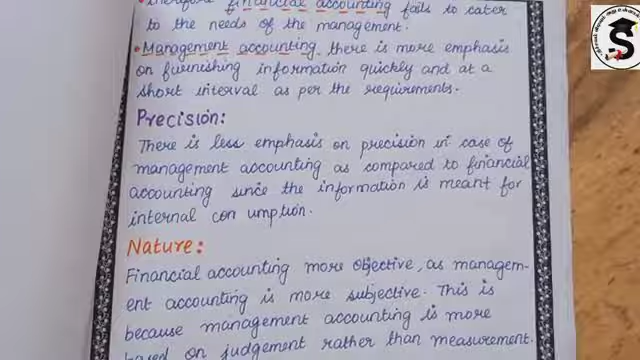 • Therefore financial accounting fails to cater
to the needs of the management.
• Management accounting, there is more emphasis
on furnishing information quickly and at a
short interval as per the requirements.
Precision:
There is less emphasis on precision in case of
management accounting as compared to financial
accounting since the information is meant for
internal con umption.
Nature:
Financial accounting more objective, as managem-
ent accounting is more subjective. This is
because management accounting is more
based on judgement rather than measurement.
S